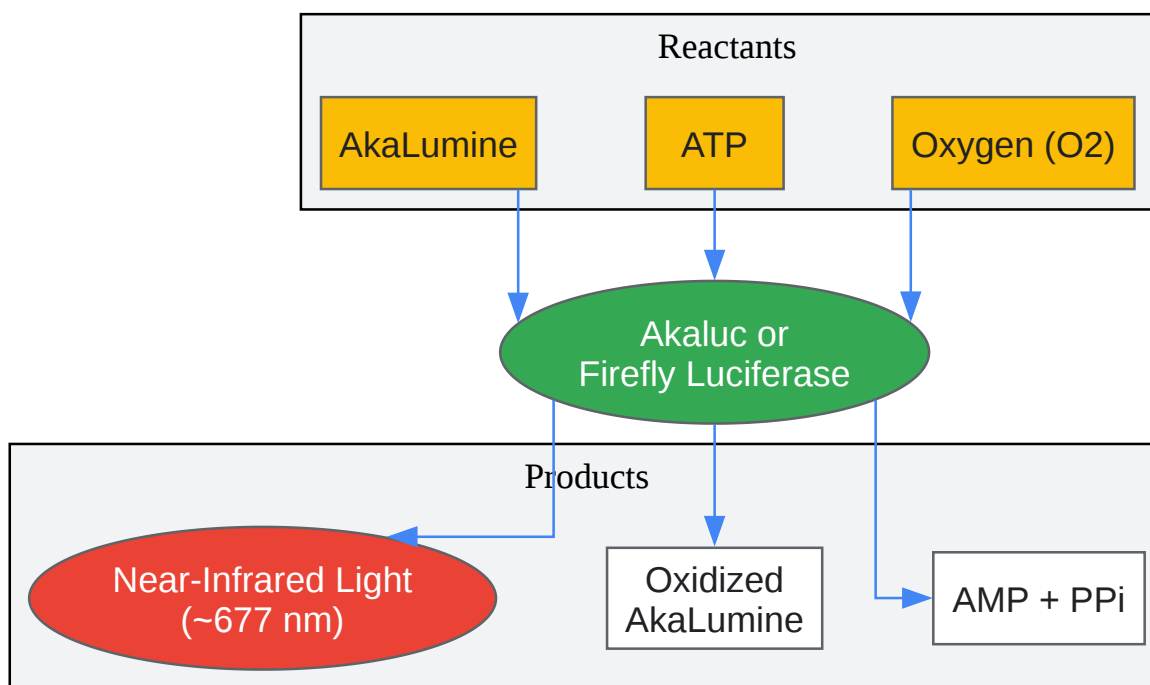 Reactants
AkaLumine
ATP
Oxygen (O2)
Akaluc or
Firefly Luciferase
Products
Near-Infrared Light
(~677 nm)
Oxidized
AkaLumine
AMP + PPi